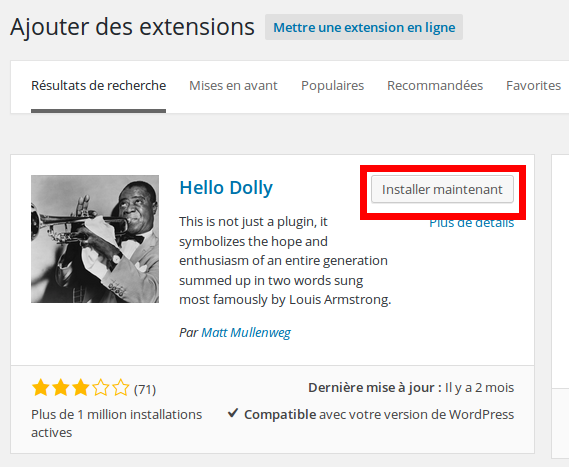 Ajouter des extensions Mettre une extension en ligne
Résultats de recherche Mises en avant Populaires Recommandées Favorites
Hello Dolly
Installer maintenant
Plus de détails
This is not just a plugin, it
symbolizes the hope and
enthusiasm of an entire generation
summed up in two words sung
most famously by Louis Armstrong.
Par Matt Mullenweg
(71)
Plus de 1 million installations
actives
Dernière mise à jour : Il y a 2 mois
Compatible avec votre version de WordPress